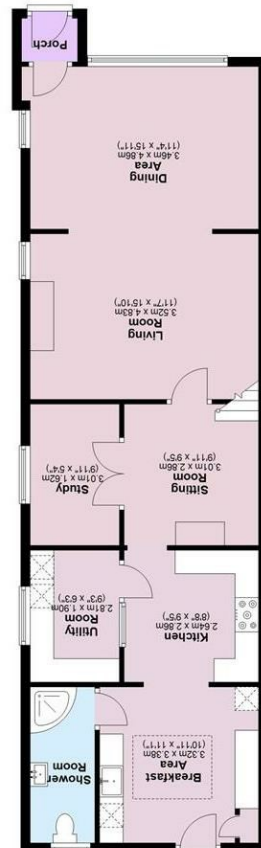 Porch
Dining
Area
3.46m x 4.86m
(11'4" x 15'11")
Living
Room
3.52m x 4.83m
(11'7" x 15'10")
Study
3.01m x 1.62m
(9'11" x 5'4")
Sitting
Room
3.01m x 2.86m
(9'11" x 9'5")
Utility
Room
2.81m x 1.90m
(9'3" x 6'3")
Kitchen
2.64m x 2.86m
(8'8" x 9'5")
Shower
Room
Breakfast
Area
3.32m x 3.38m
(10'11" x 11'1")